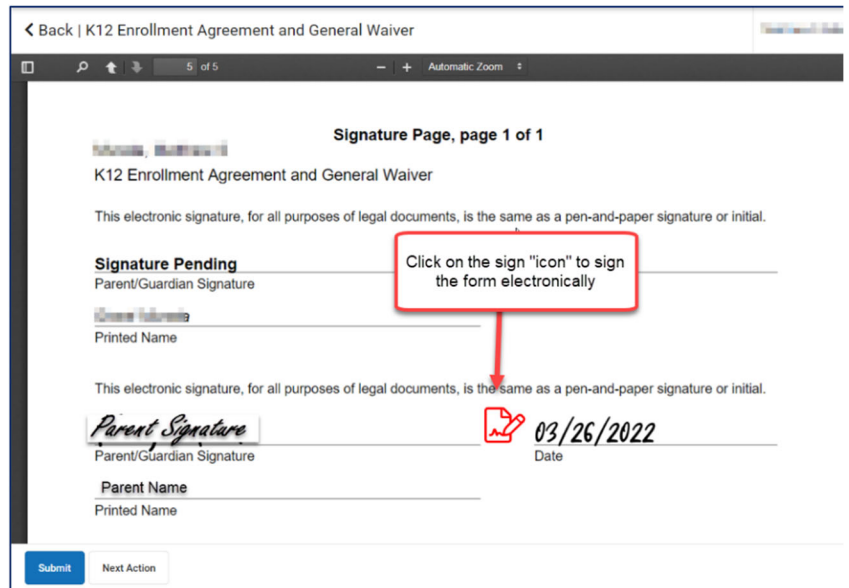 Back | K12 Enrollment Agreement and General Waiver
5 of 5
Automatic Zoom
Signature Page, page 1 of 1
K12 Enrollment Agreement and General Waiver
This electronic signature, for all purposes of legal documents, is the same as a pen-and-paper signature or initial.
Signature Pending
Parent/Guardian Signature
Click on the sign "icon" to sign
the form electronically
Printed Name
This electronic signature, for all purposes of legal documents, is the same as a pen-and-paper signature or initial.
Parent Signature
03/26/2022
Parent/Guardian Signature
Date
Parent Name
Printed Name
Submit
Next Action